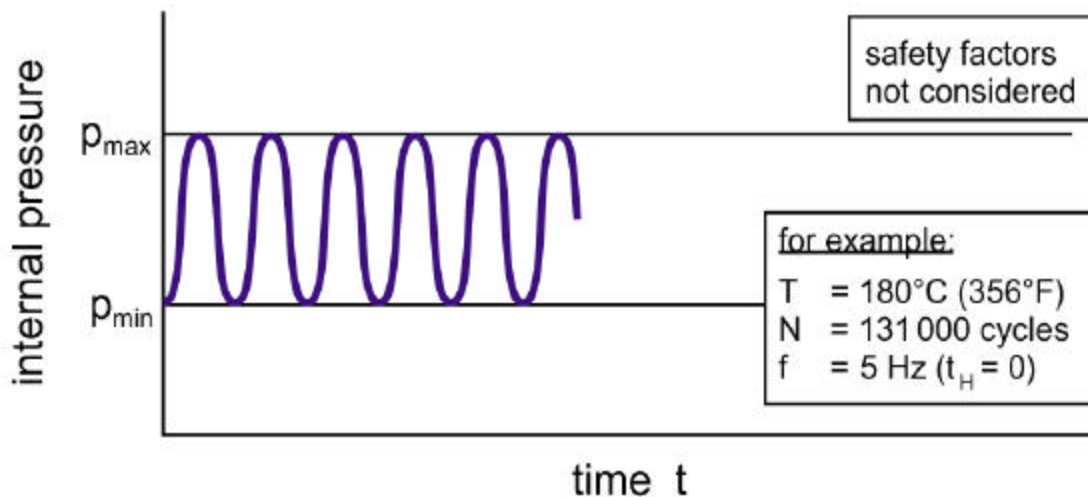 internal pressure
safety factors
not considered
pmax
pmin
for example:
T = 180°C (356°F)
N = 131 000 cycles
f = 5 Hz (tH = 0)
time t